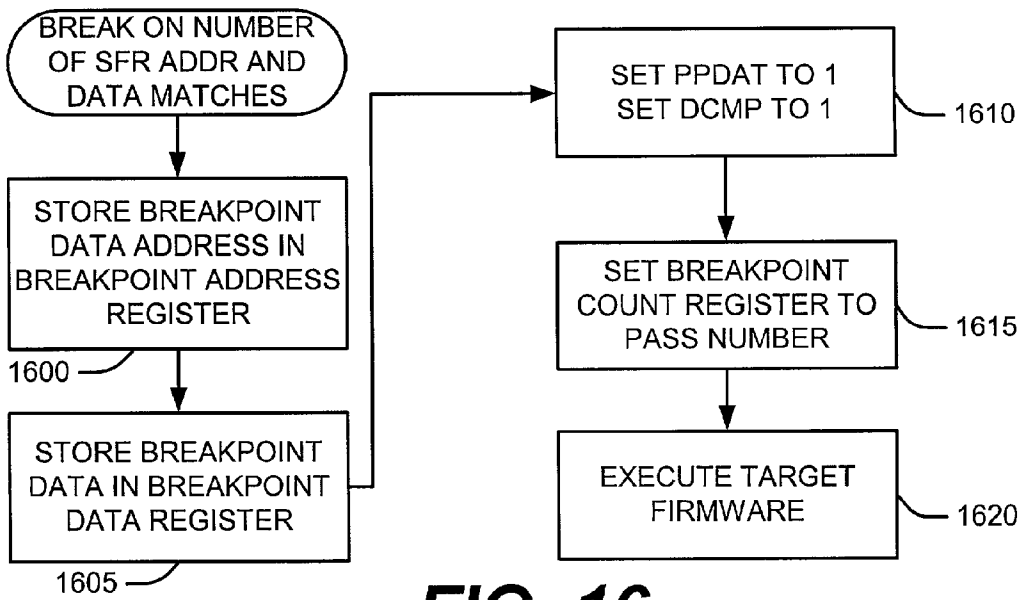 BREAK ON NUMBER
OF SFR ADDR AND
DATA MATCHES
STORE BREAKPOINT
DATA ADDRESS IN
BREAKPOINT ADDRESS
REGISTER
1600
STORE BREAKPOINT
DATA IN BREAKPOINT
DATA REGISTER
1605
SET PPDAT TO 1
SET DCMP TO 1
1610
SET BREAKPOINT
COUNT REGISTER TO
PASS NUMBER
1615
EXECUTE TARGET
FIRMWARE
1620
FIG. 16